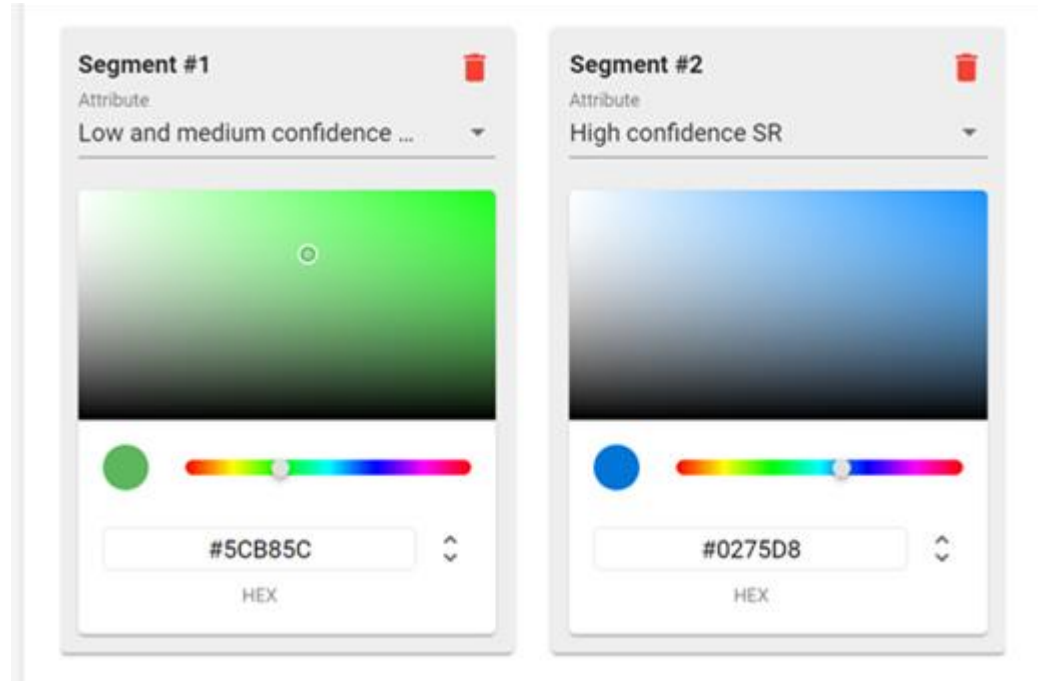 Segment #1
Attribute
Low and medium confidence ...
#5CB85C
HEX
Segment #2
Attribute
High confidence SR
#0275D8
HEX